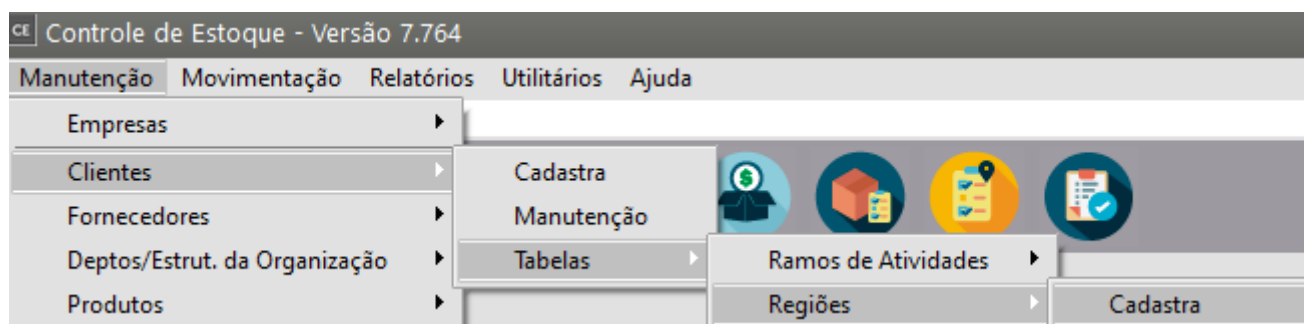 CE Controle de Estoque - Versão 7.764
Manutenção Movimentação Relatórios Utilitários Ajuda
Empresas
Clientes Cadastra
Fornecedores Manutenção
Deptos/Estrut. da Organização Tabelas Ramos de Atividades
Produtos Regiões Cadastra